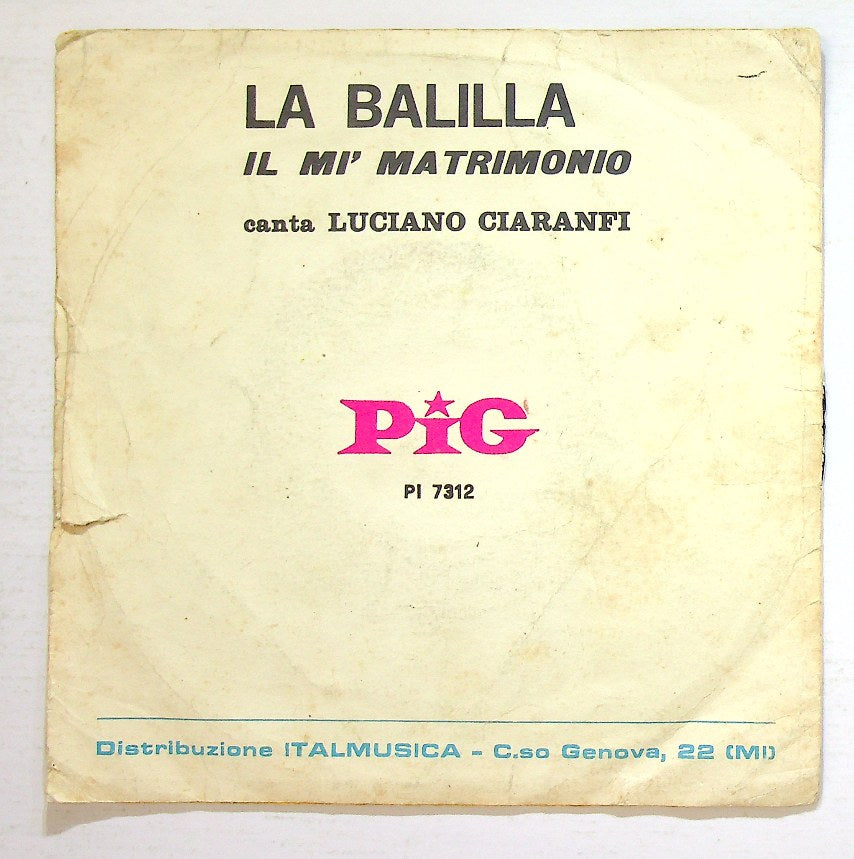 LA BALILLA
IL MI' MATRIMONIO
canta LUCIANO CIARANFI
PiG
PI 7312
Distribuzione ITALMUSICA - C.so Genova, 22 (MI)